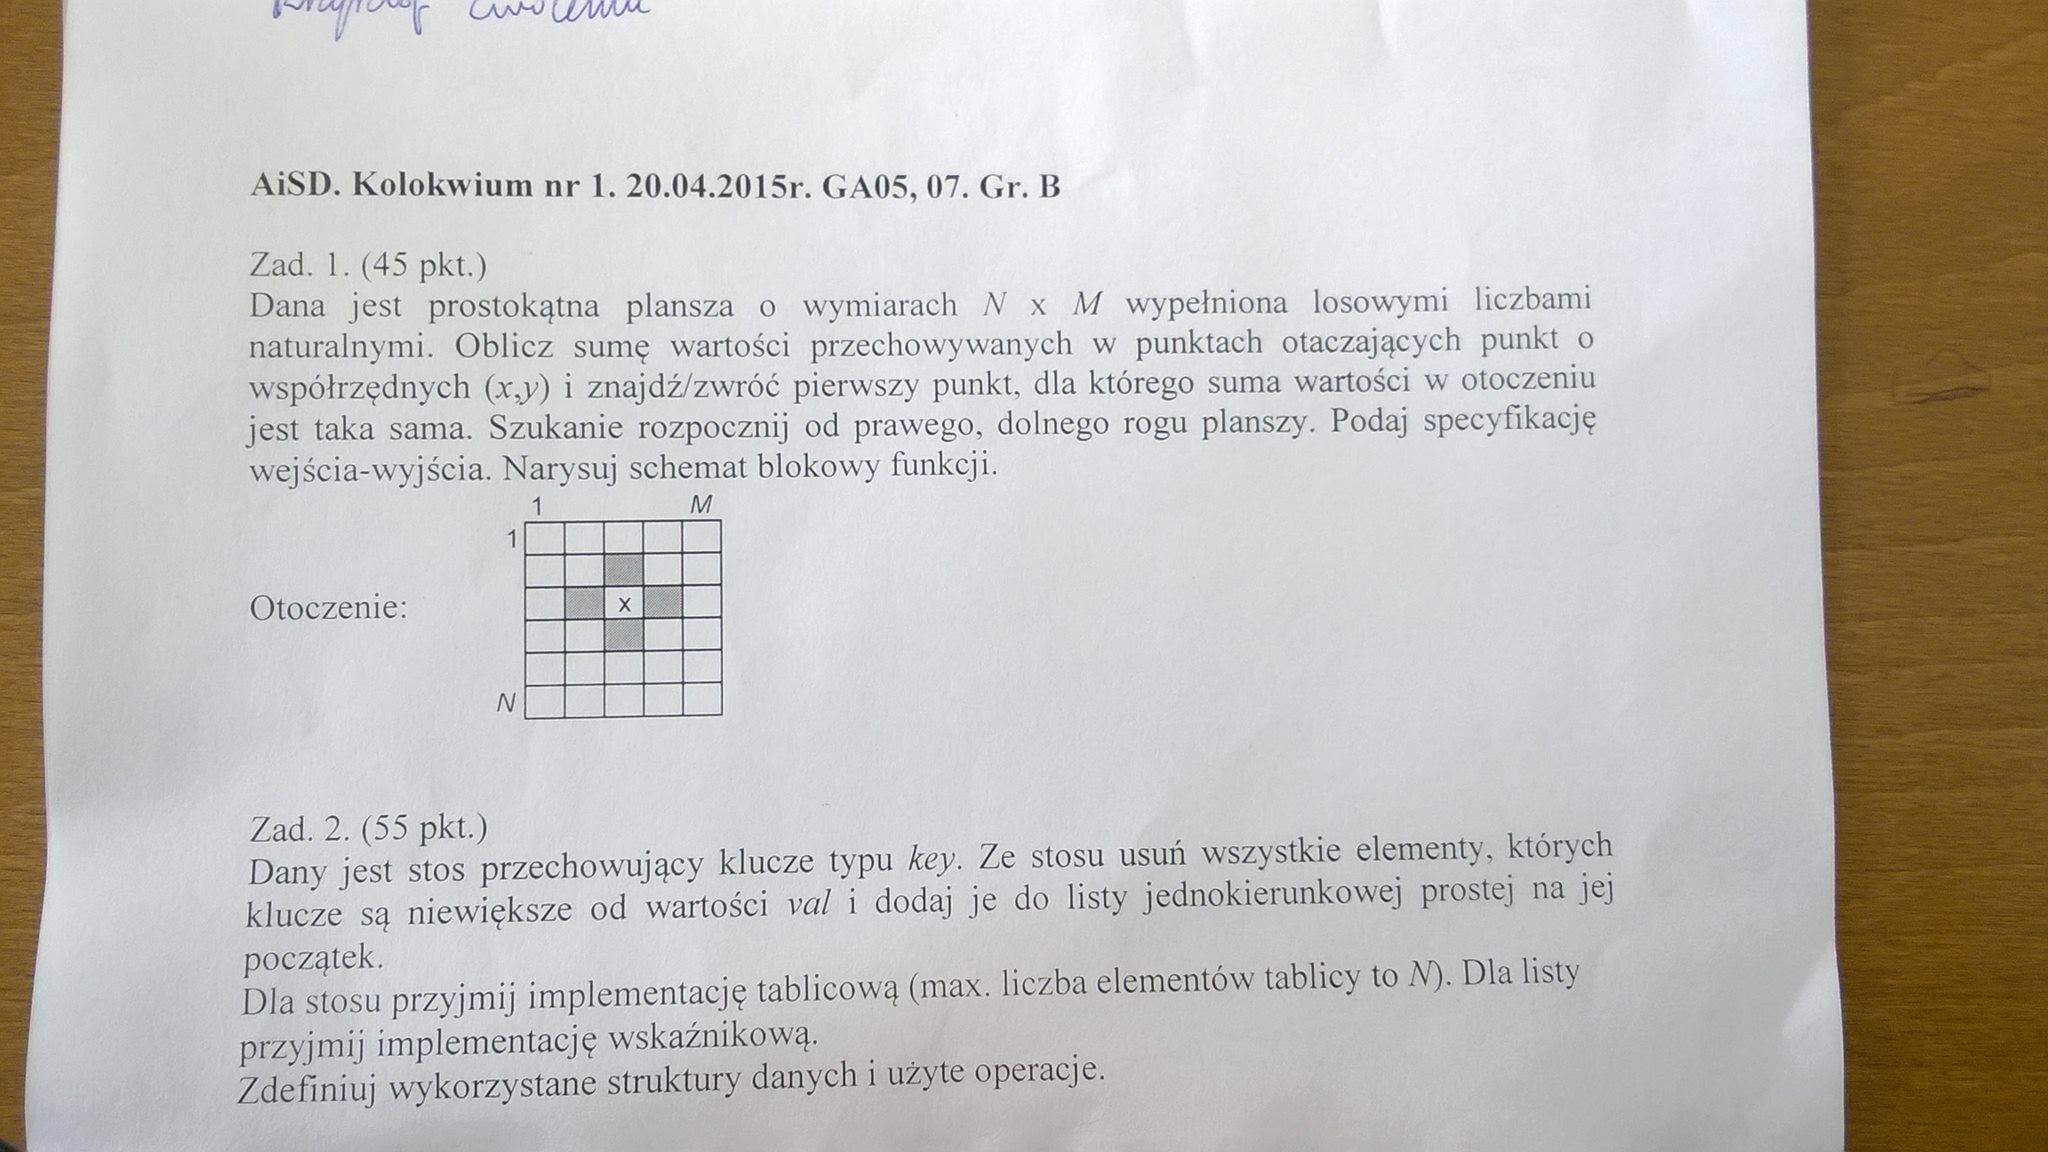 AiSD. Kolokwium nr 1. 20.04.2015r. GA05, 07. Gr. B
Zad. 1. (45 pkt.)
Dana jest prostokątna plansza o wymiarach N x M wypełniona losowymi liczbami
naturalnymi. Oblicz sumę wartości przechowywanych w punktach otaczających punkt o
współrzędnych (x,y) i znajdź/zwróć pierwszy punkt, dla którego suma wartości w otoczeniu
jest taka sama. Szukanie rozpocznij od prawego, dolnego rogu planszy. Podaj specyfikację
wejścia-wyjścia. Narysuj schemat blokowy funkcji.
1 M
1
Otoczenie:
x
N
Zad. 2. (55 pkt.)
Dany jest stos przechowujący klucze typu key. Ze stosu usuń wszystkie elementy, których
klucze są niewiększe od wartości val i dodaj je do listy jednokierunkowej prostej na jej
początek.
Dla stosu przyjmij implementację tablicową (max. liczba elementów tablicy to N). Dla listy
przyjmij implementację wskaźnikową.
Zdefiniuj wykorzystane struktury danych i użyte operacje.